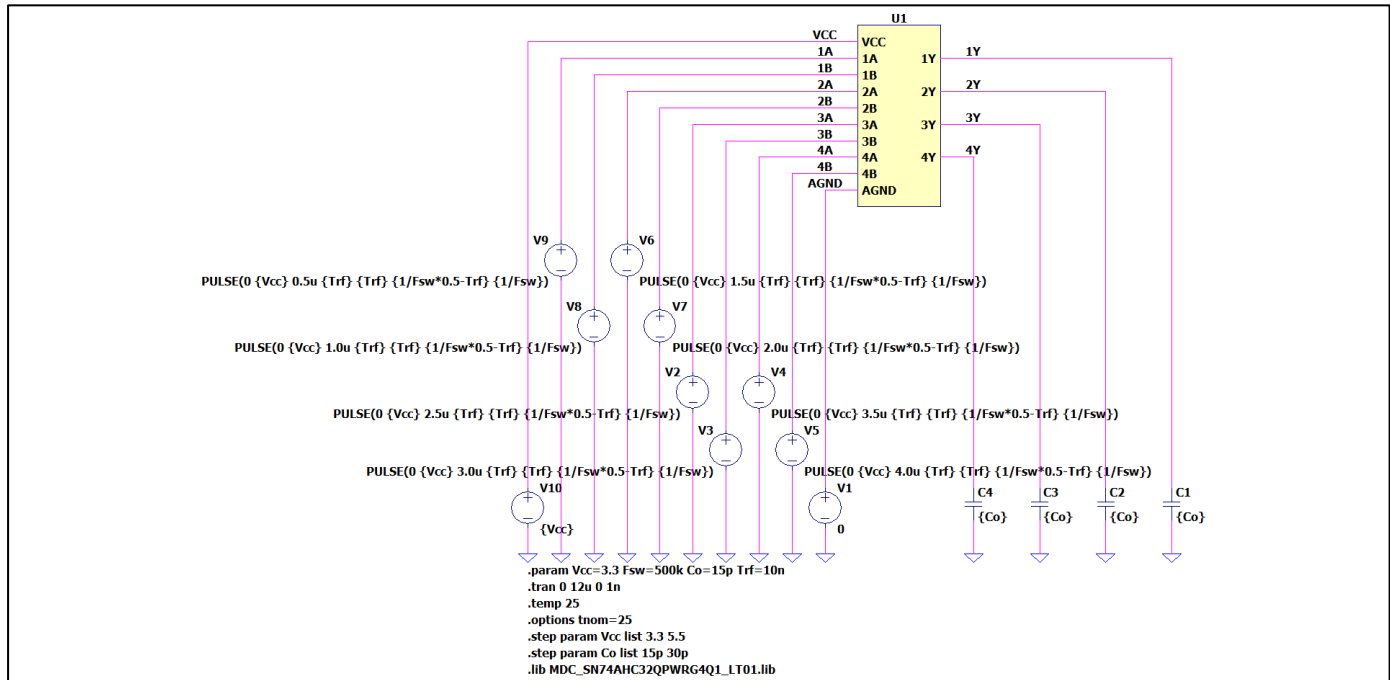 U1
VCC VCC
1A 1A 1Y 1Y
1B 1B
2A 2A 2Y 2Y
2B 2B
3A 3A 3Y 3Y
3B 3B
4A 4A 4Y 4Y
4B 4B
AGND AGND
V9 V6
PULSE(0 {Vcc} 0.5u {Trf} {Trf} {1/Fsw*0.5-Trf} {1/Fsw}) PULSE(0 {Vcc} 1.5u {Trf} {Trf} {1/Fsw*0.5-Trf} {1/Fsw})
V8 V7
PULSE(0 {Vcc} 1.0u {Trf} {Trf} {1/Fsw*0.5-Trf} {1/Fsw}) PULSE(0 {Vcc} 2.0u {Trf} {Trf} {1/Fsw*0.5-Trf} {1/Fsw})
V2 V4
PULSE(0 {Vcc} 2.5u {Trf} {Trf} {1/Fsw*0.5-Trf} {1/Fsw}) PULSE(0 {Vcc} 3.5u {Trf} {Trf} {1/Fsw*0.5-Trf} {1/Fsw})
V3 V5
PULSE(0 {Vcc} 3.0u {Trf} {Trf} {1/Fsw*0.5-Trf} {1/Fsw}) PULSE(0 {Vcc} 4.0u {Trf} {Trf} {1/Fsw*0.5-Trf} {1/Fsw})
V10 V1 C4 C3 C2 C1
{Vcc} 0 {Co} {Co} {Co} {Co}
.param Vcc=3.3 Fsw=500k Co=15p Trf=10n
.tran 0 12u 0 1n
.temp 25
.options tnom=25
.step param Vcc list 3.3 5.5
.step param Co list 15p 30p
.lib MDC_SN74AHC32QPWRG4Q1_LT01.lib